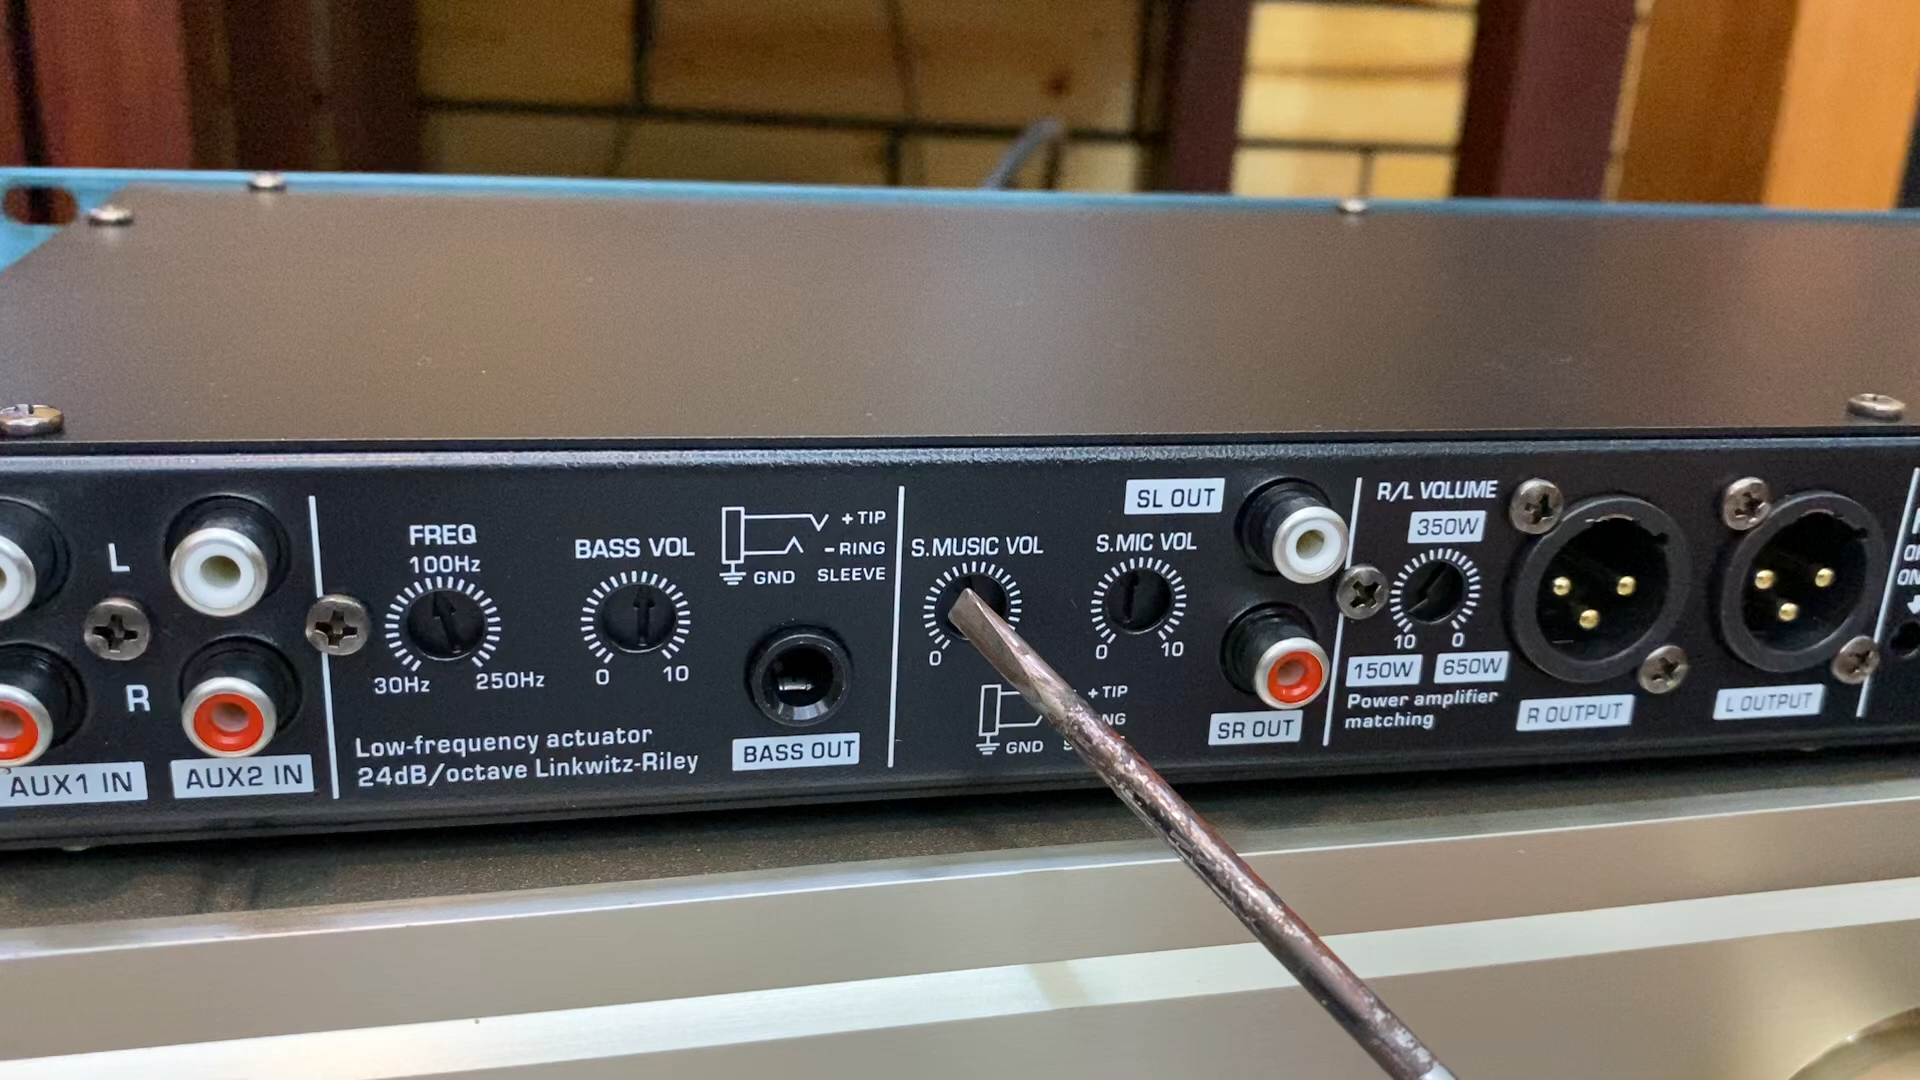 L
R
AUX1 IN
AUX2 IN
FREQ
100Hz
30Hz
250Hz
BASS VOL
0
10
+ TIP
- RING
GND SLEEVE
BASS OUT
Low-frequency actuator
24dB/octave Linkwitz-Riley
S.MUSIC VOL
0
S.MIC VOL
0
10
+ TIP
GND
SL OUT
SR OUT
R/L VOLUME
350W
10
0
150W
650W
Power amplifier
matching
R OUTPUT
L OUTPUT